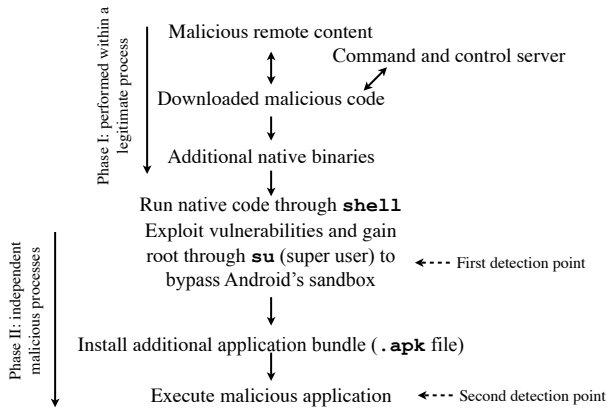 Malicious remote content
Command and control server
Downloaded malicious code
Additional native binaries
Phase I: performed within a
legitimate process
Run native code through shell
Exploit vulnerabilities and gain
root through su (super user) to
bypass Android's sandbox
First detection point
Install additional application bundle (.apk file)
Execute malicious application
Second detection point
Phase II: independent
malicious processes